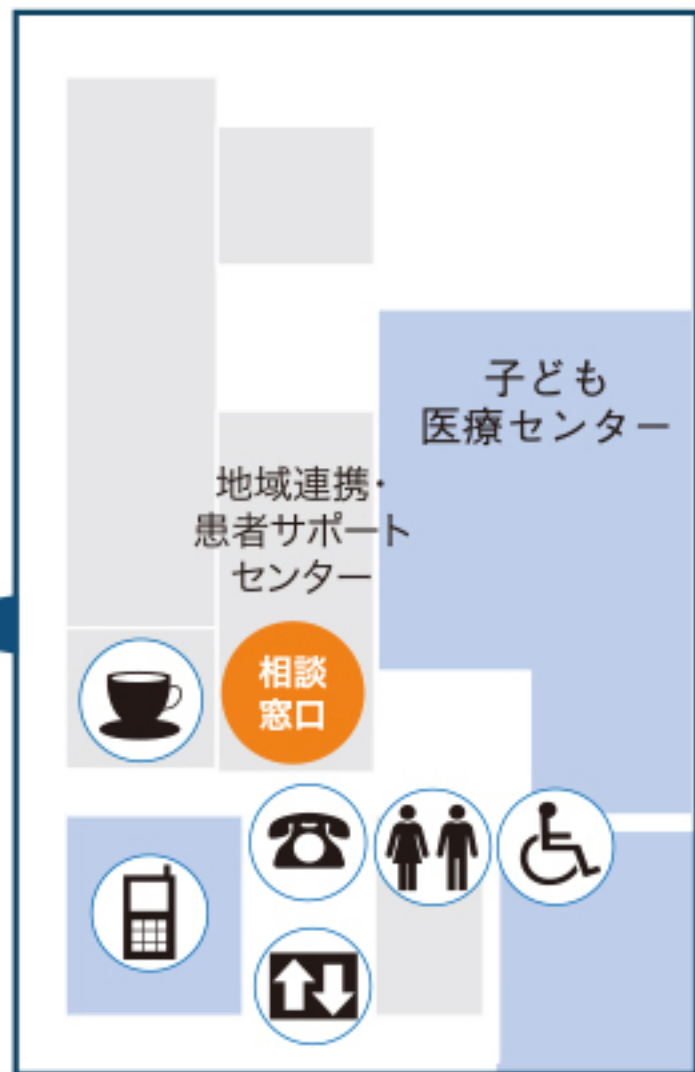 子ども
医療センター
地域連携・
患者サポート
センター
相談
窓口